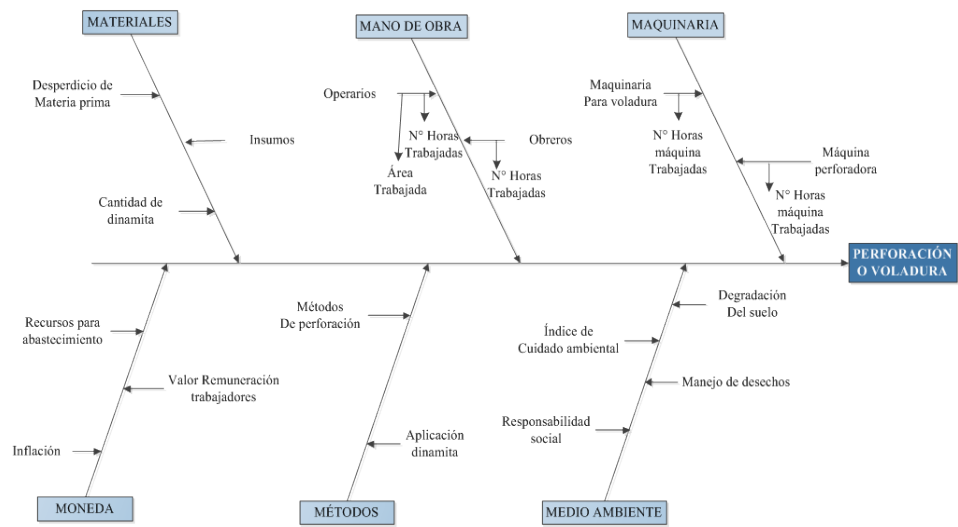 MATERIALES
MANO DE OBRA
MAQUINARIA
Desperdicio de
Materia prima
Insumos
Cantidad de
dinamita
Operarios
N° Horas
Trabajadas
Área
Trabajada
Obreros
N° Horas
Trabajadas
Maquinaria
Para voladura
N° Horas
máquina
Trabajadas
Máquina
perforadora
N° Horas
máquina
Trabajadas
PERFORACIÓN
O VOLADURA
Recursos para
abastecimiento
Valor Remuneración
trabajadores
Inflación
Métodos
De perforación
Aplicación
dinamita
Degradación
Del suelo
Índice de
Cuidado ambiental
Manejo de desechos
Responsabilidad
social
MONEDA
MÉTODOS
MEDIO AMBIENTE